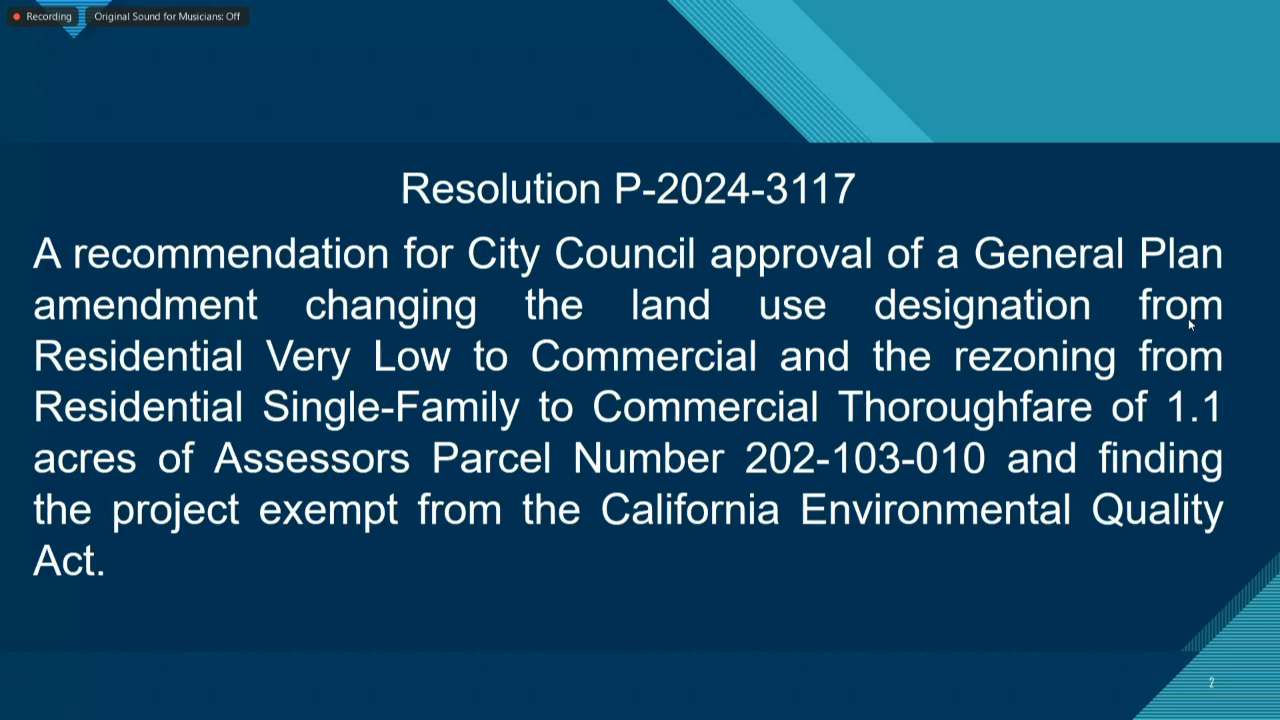 Recording
Original Sound for Musicians: Off
Resolution P-2024-3117
A recommendation for City Council approval of a General Plan
amendment changing the land use designation from
Residential Very Low to Commercial and the rezoning from
Residential Single-Family to Commercial Thoroughfare of 1.1
acres of Assessors Parcel Number 202-103-010 and finding
the project exempt from the California Environmental Quality
Act.
2